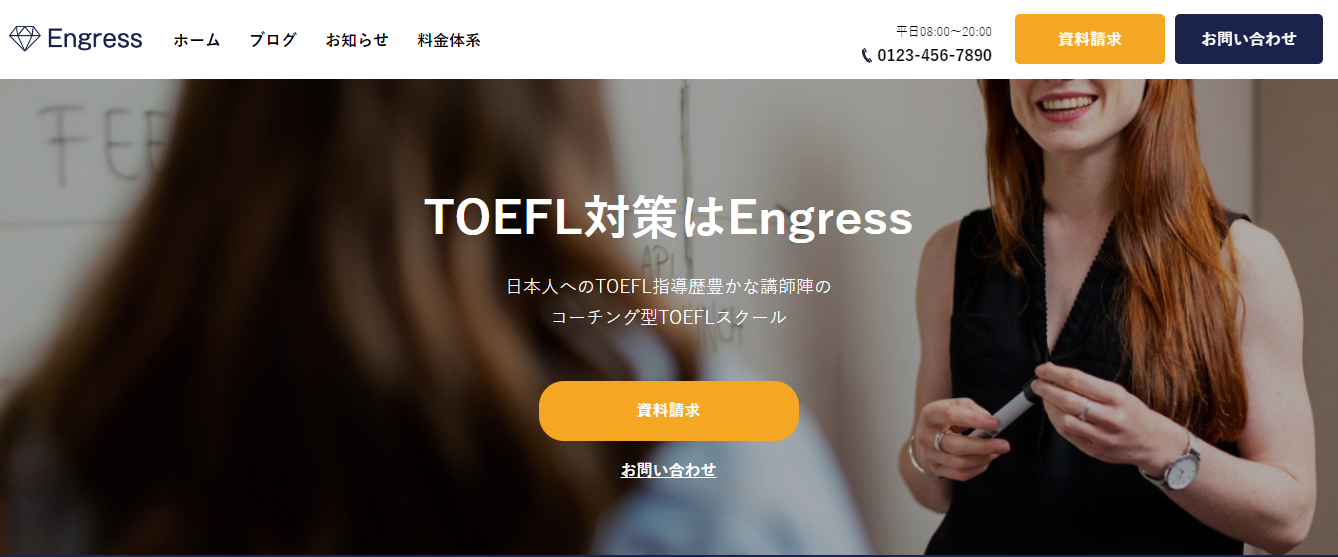 Engress
ホーム ブログ お知らせ 料金体系
平日08:00〜20:00
0123-456-7890
資料請求
お問い合わせ
FEE
TOEFL対策はEngress
API
日本人へのTOEFL指導歴豊かな講師陣の
コーチング型TOEFLスクール
資料請求
お問い合わせ